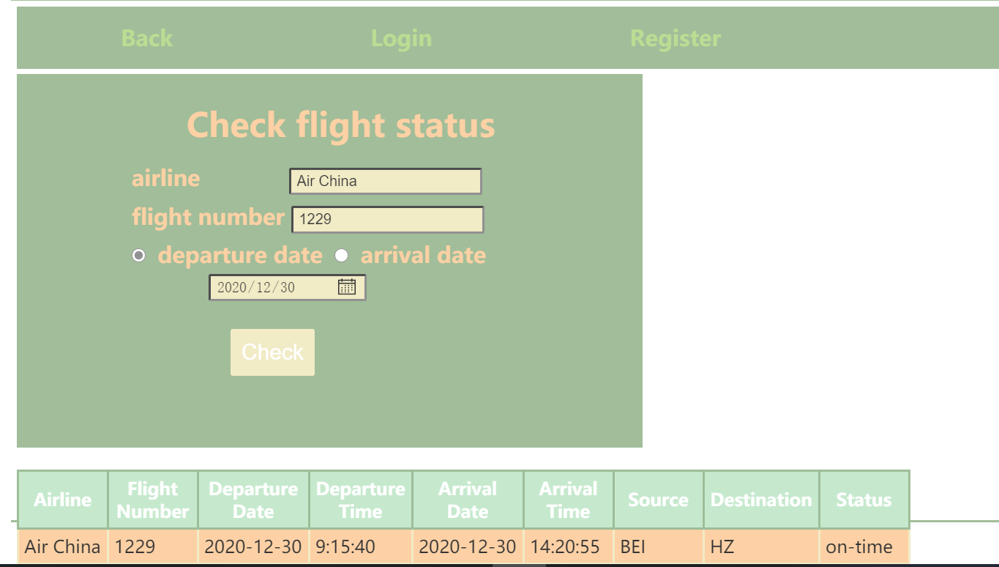 Back Login Register
Check flight status
airline Air China
flight number 1229
departure date arrival date
2020/12/30
Check
Airline Flight Number Departure Date Departure Time Arrival Date Arrival Time Source Destination Status
Air China 1229 2020-12-30 9:15:40 2020-12-30 14:20:55 BEI HZ on-time